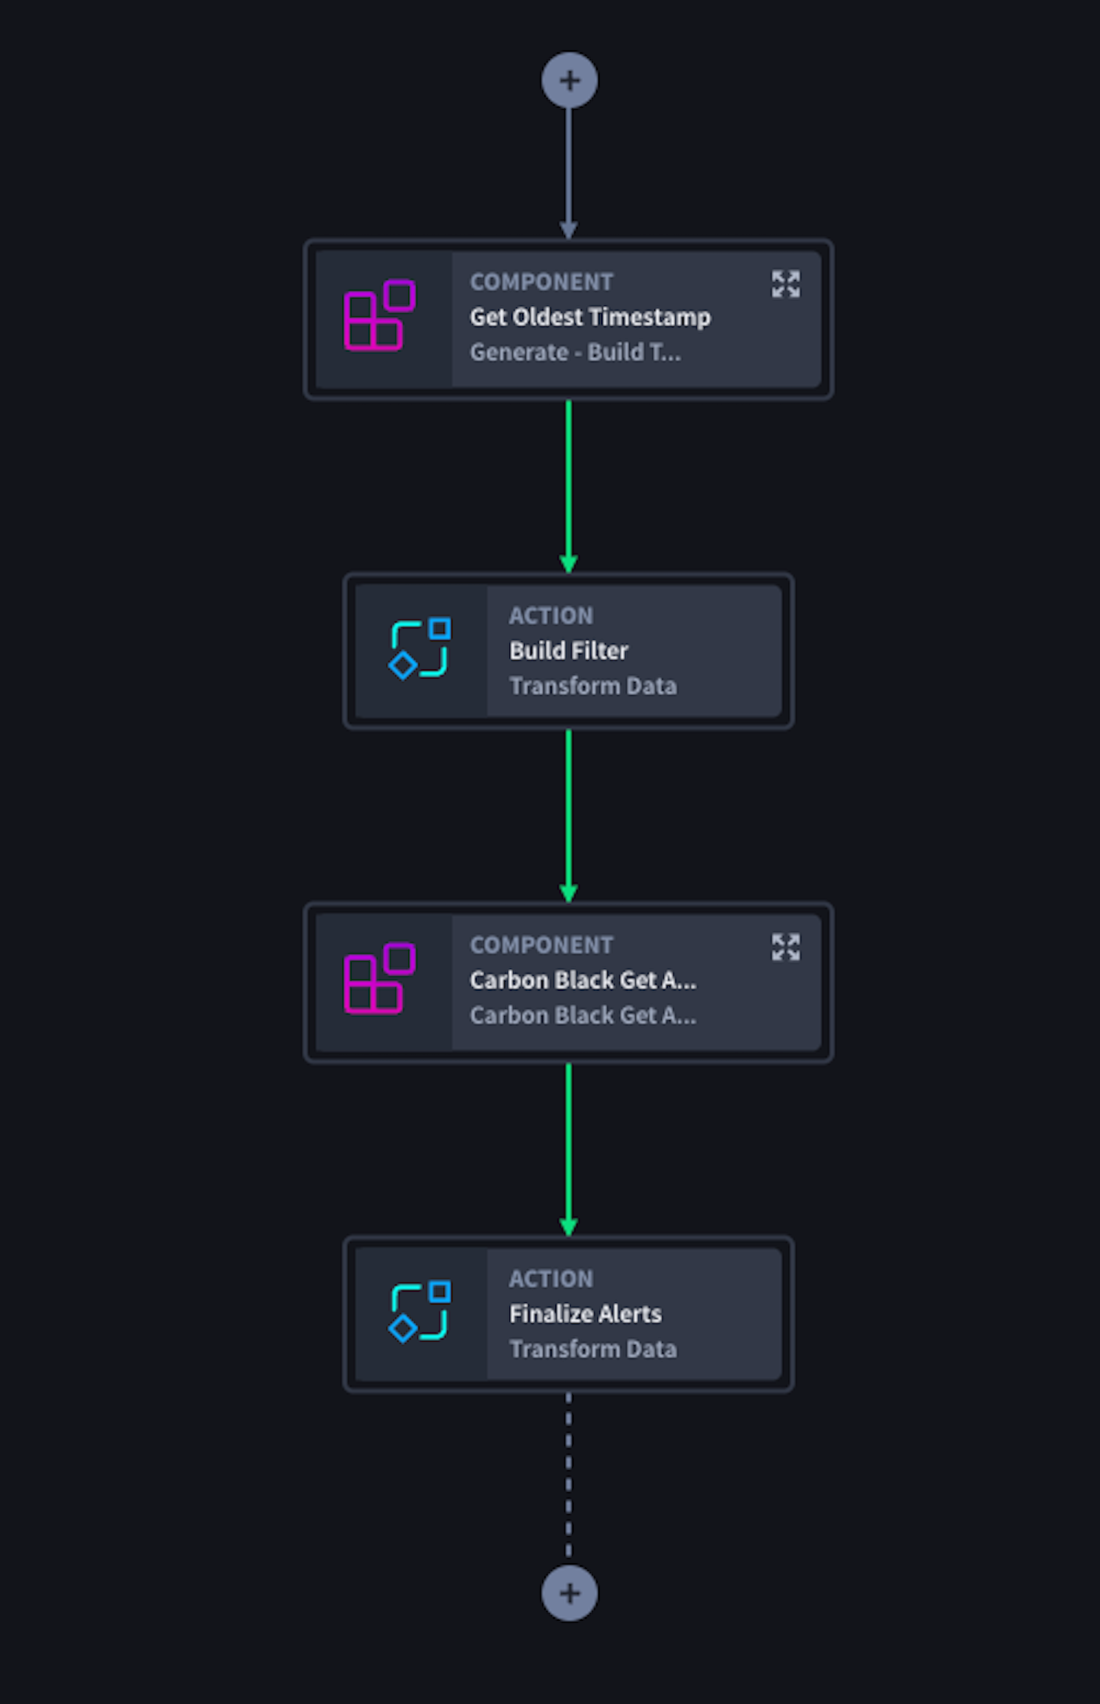 +
COMPONENT
Get Oldest Timestamp
Generate - Build T...
ACTION
Build Filter
Transform Data
COMPONENT
Carbon Black Get A...
Carbon Black Get A...
ACTION
Finalize Alerts
Transform Data
+